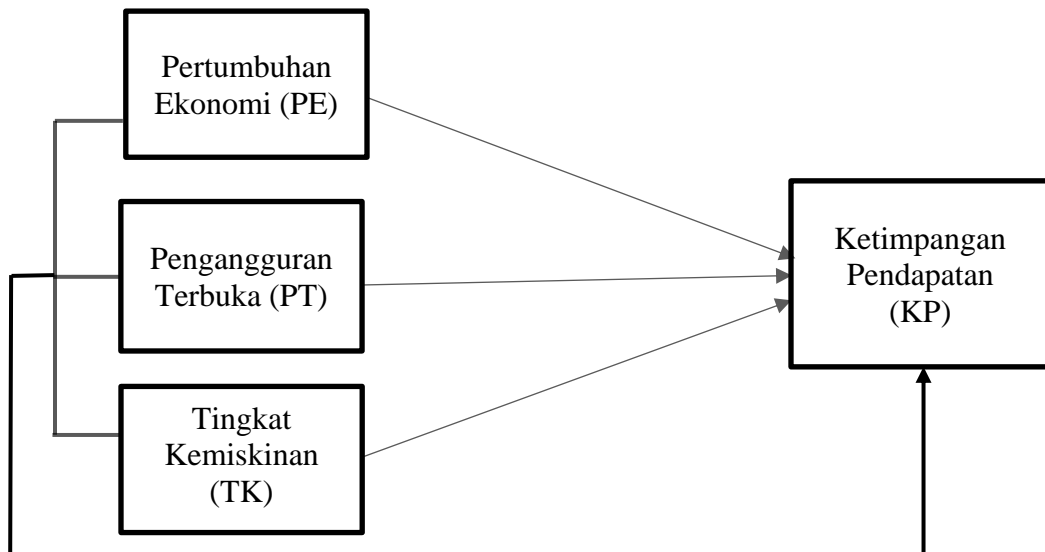 Pertumbuhan
Ekonomi (PE)
Pengangguran
Terbuka (PT)
Tingkat
Kemiskinan
(TK)
Ketimpangan
Pendapatan
(KP)